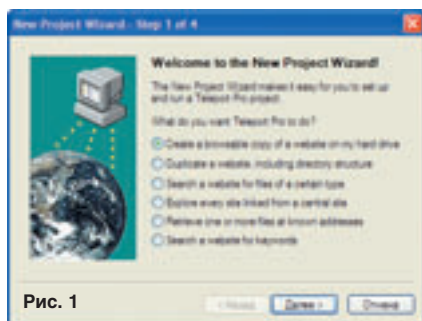 New Project Wizard - Step 1 of 4
Welcome to the New Project Wizard!
The New Project Wizard makes it easy for you to set up
and run a Teleport Pro project.
What do you want Teleport Pro to do?
Create a browseable copy of a website on my hard drive
Duplicate a website, including directory structure
Search a website for files of a certain type
Explore every site linked from a central site
Retrieve one or more files at known addresses
Search a website for keywords
< Назад Далее > Отмена
Рис. 1